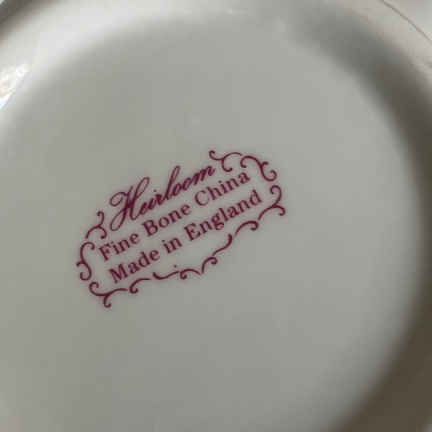 Heirloom
Fine Bone China
Made in England